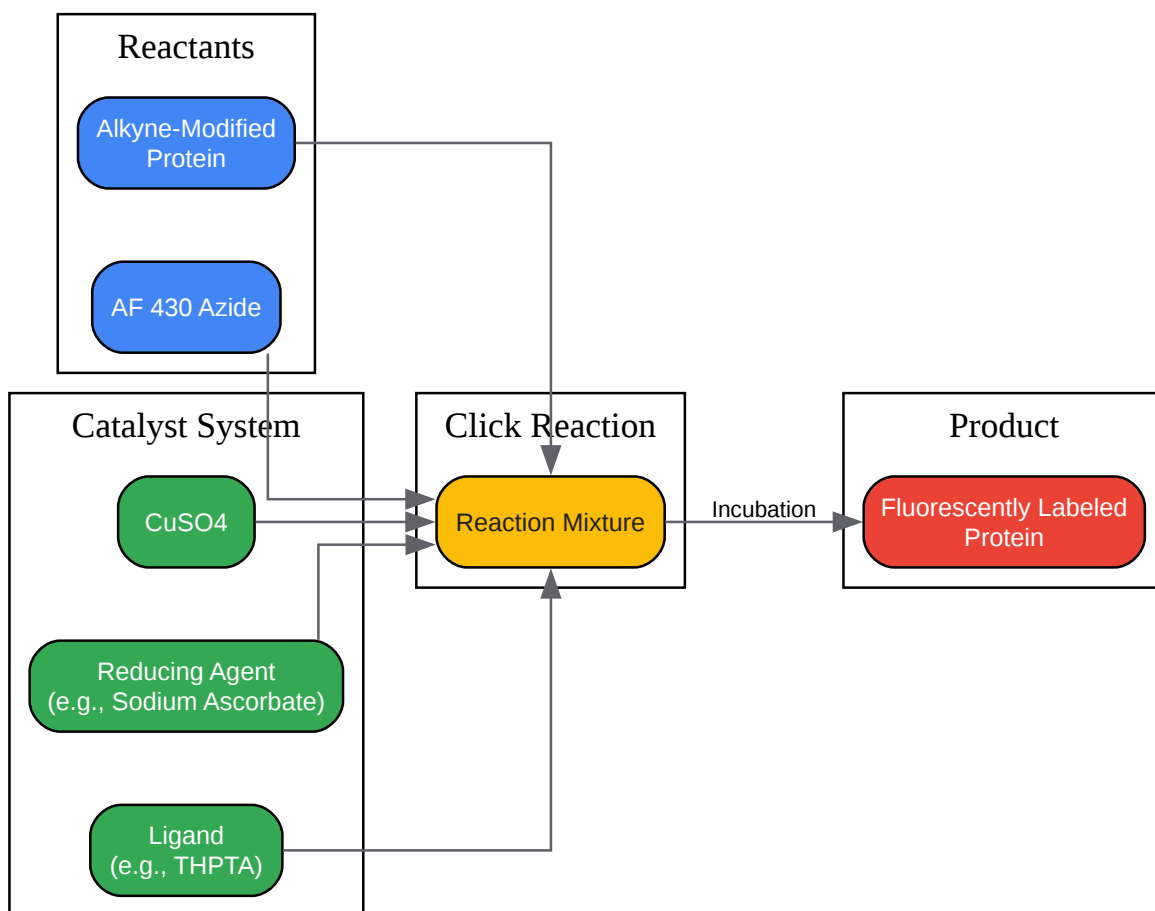 Reactants
Alkyne-Modified
Protein
AF 430 Azide
Catalyst System
CuSO4
Reducing Agent
(e.g., Sodium Ascorbate)
Ligand
(e.g., THPTA)
Click Reaction
Reaction Mixture
Incubation
Product
Fluorescently Labeled
Protein